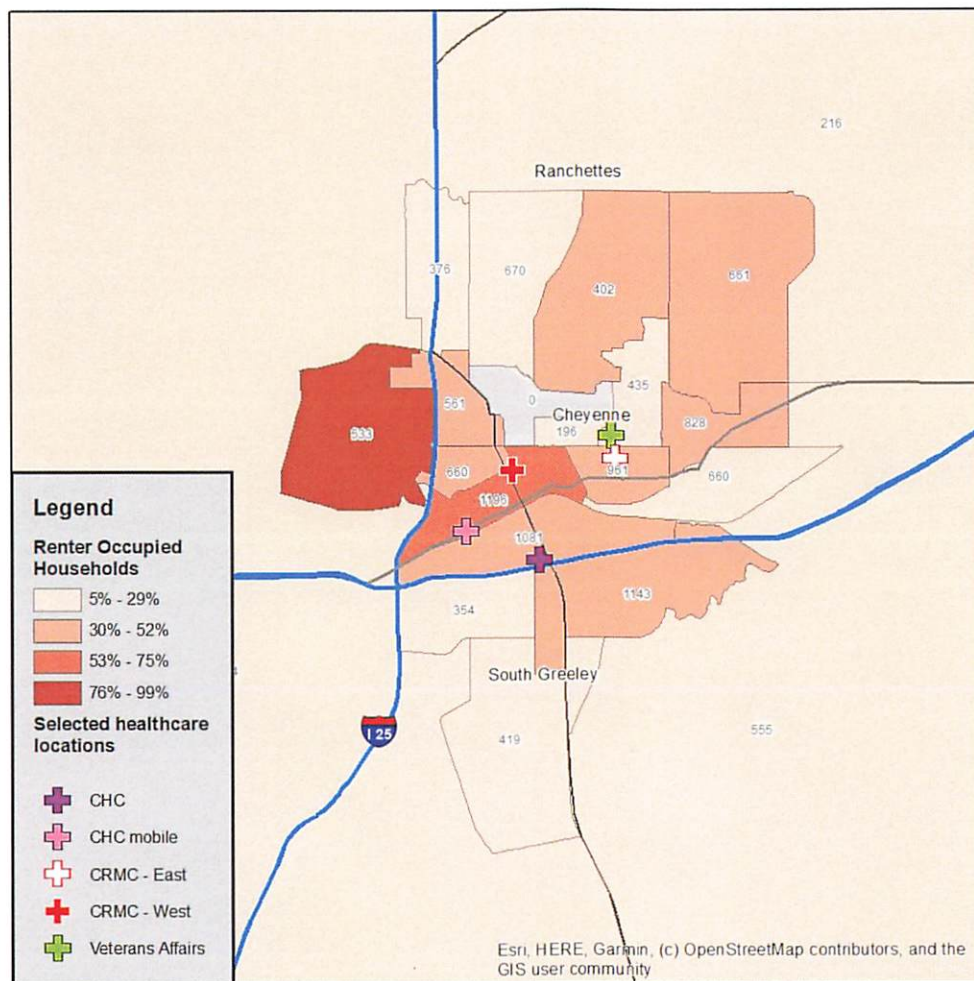 216
Ranchettes
376
670
402
661
435
561
0
Cheyenne
533
196
828
660
961
660
1195
1081
354
1143
South Greeley
419
555
I 25
Legend
Renter Occupied
Households
5% - 29%
30% - 52%
53% - 75%
76% - 99%
Selected healthcare
locations
CHC
CHC mobile
CRMC - East
CRMC - West
Veterans Affairs
Esri, HERE, Garmin, (c) OpenStreetMap contributors, and the
GIS user community